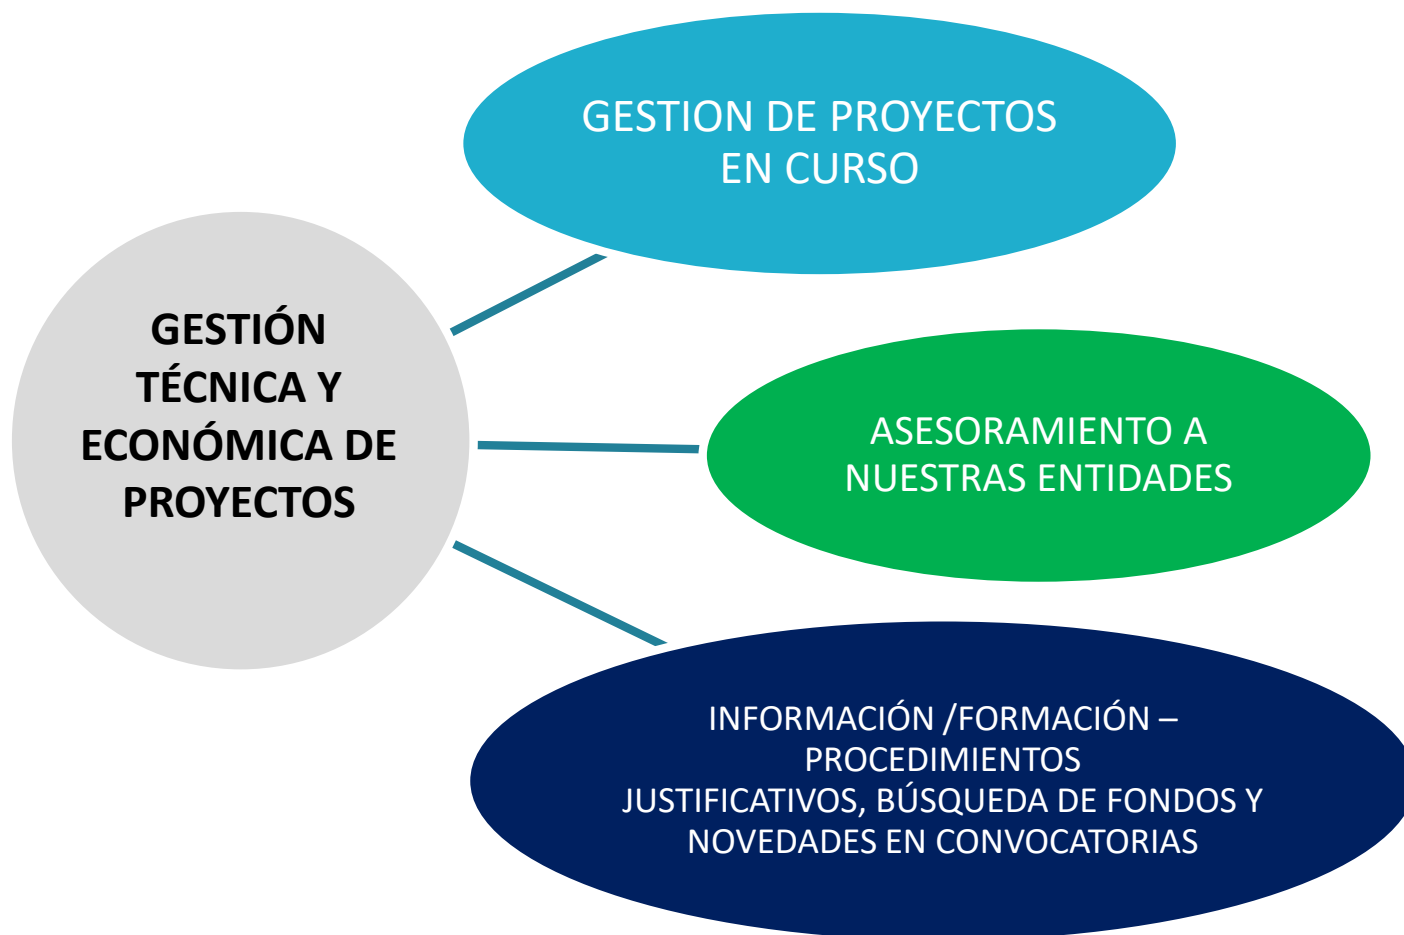 GESTION DE PROYECTOS
EN CURSO
GESTIÓN
TÉCNICA Y
ECONÓMICA DE
PROYECTOS
ASESORAMIENTO A
NUESTRAS ENTIDADES
INFORMACIÓN /FORMACIÓN –
PROCEDIMIENTOS
JUSTIFICATIVOS, BÚSQUEDA DE FONDOS Y
NOVEDADES EN CONVOCATORIAS